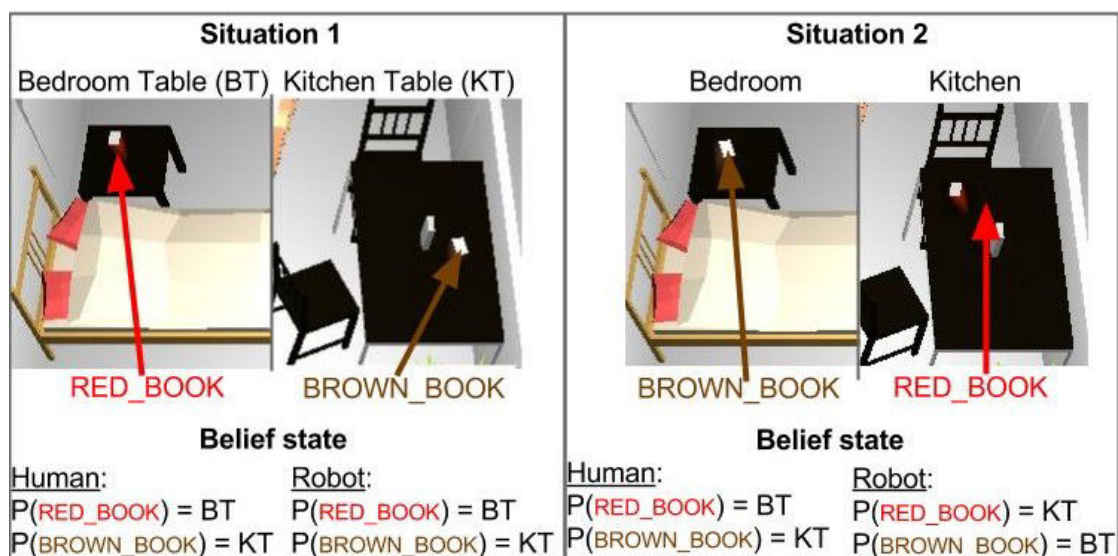 Situation 1
Bedroom Table (BT) Kitchen Table (KT)
RED_BOOK BROWN_BOOK
Belief state
Human:
P(RED_BOOK) = BT
P(BROWN_BOOK) = KT
Robot:
P(RED_BOOK) = BT
P(BROWN_BOOK) = KT
Situation 2
Bedroom Kitchen
BROWN_BOOK RED_BOOK
Belief state
Human:
P(RED_BOOK) = BT
P(BROWN_BOOK) = KT
Robot:
P(RED_BOOK) = KT
P(BROWN_BOOK) = BT